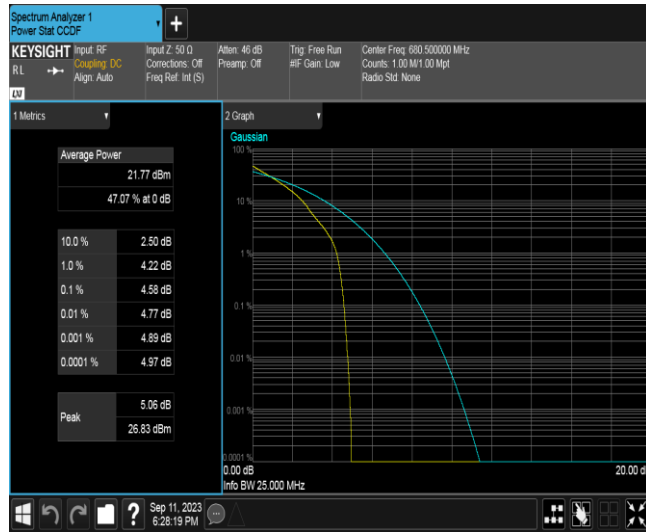 Spectrum Analyzer 1
Power Stat CCDF
+
KEYSIGHT
RL
LXI
Input: RF
Coupling: DC
Align: Auto
Input Z: 50 Ω
Corrections: Off
Freq Ref: Int (S)
Atten: 46 dB
Preamp: Off
Trig: Free Run
#IF Gain: Low
Center Freq: 680.500000 MHz
Counts: 1.00 M/1.00 Mpt
Radio Std: None
1 Metrics
Average Power
21.77 dBm
47.07 % at 0 dB
10.0 % 2.50 dB
1.0 % 4.22 dB
0.1 % 4.58 dB
0.01 % 4.77 dB
0.001 % 4.89 dB
0.0001 % 4.97 dB
Peak
5.06 dB
26.83 dBm
2 Graph
Gaussian
100 %
10 %
1 %
0.1 %
0.01 %
0.001 %
0.0001 %
0.00 dB
20.00 d
Info BW 25.000 MHz
?
Sep 11, 2023
6:28:19 PM